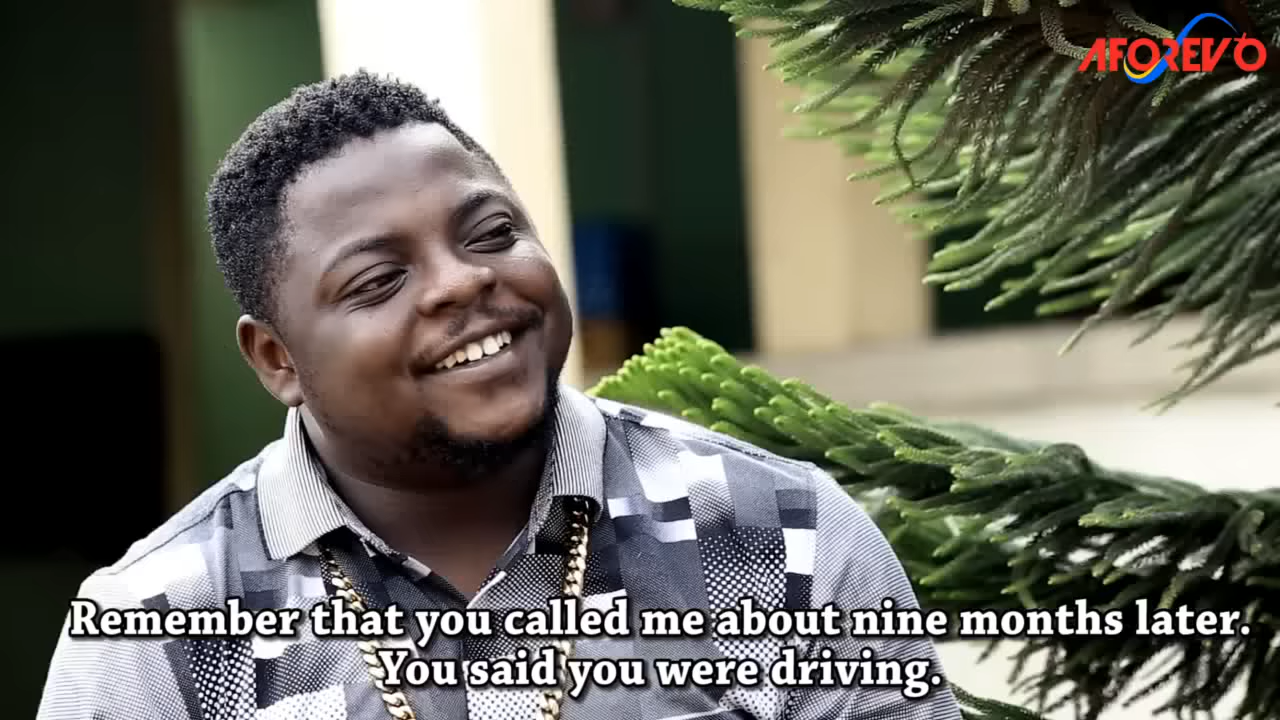 AFOREVO
Remember that you called me about nine months later.
You said you were driving.